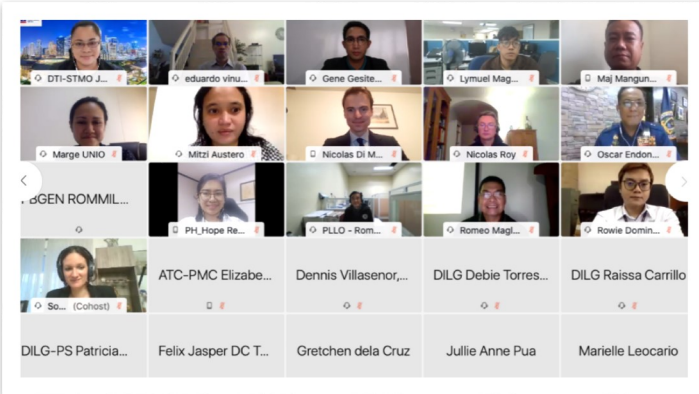 DTI-STMO J...
eduardo vinu...
Gene Gesite...
Lymuel Mag...
Maj Mangun...
Marge UNIO
Mitzi Austero
Nicolas Di M...
Nicolas Roy
Oscar Endon...
BGEN ROMMIL...
PH_Hope Re...
PLLO - Rom...
Romeo Magl...
Rowie Domin...
So... (Cohost)
ATC-PMC Elizabe...
Dennis Villasenor,...
DILG Debie Torres...
DILG Raissa Carrillo
DILG-PS Patricia...
Felix Jasper DC T...
Gretchen dela Cruz
Jullie Anne Pua
Marielle Leocario